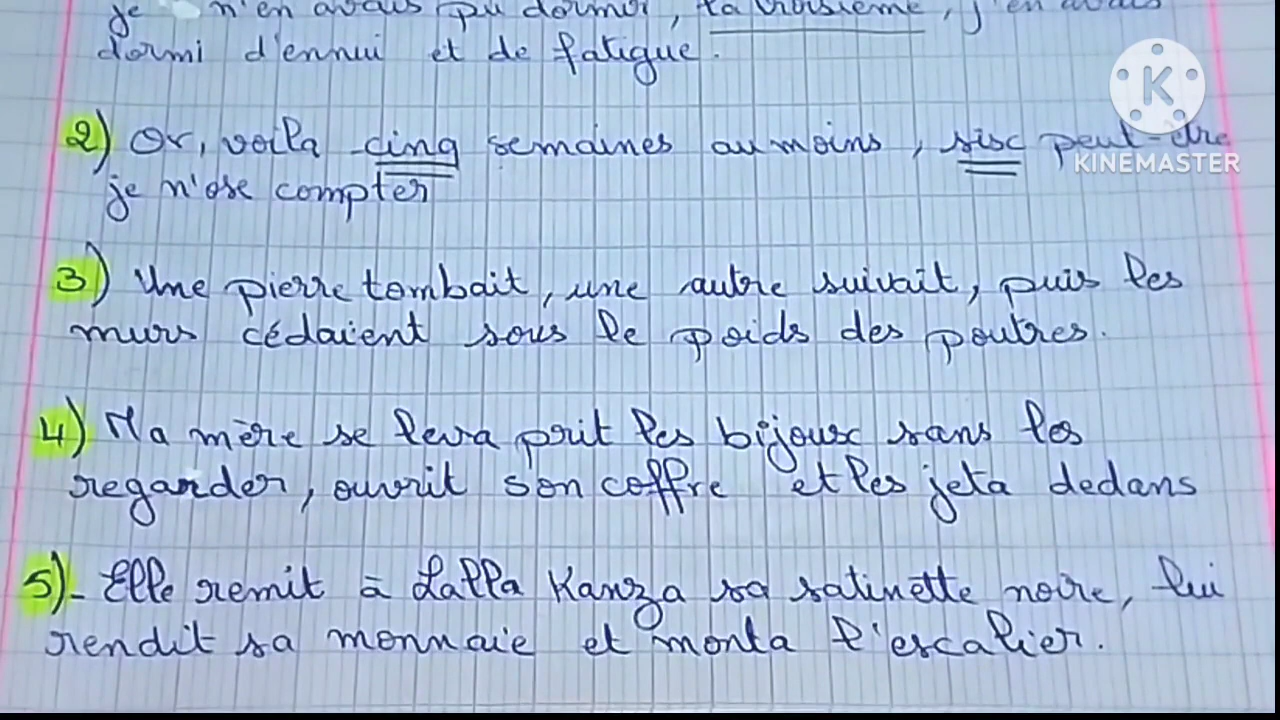 je n'en avais pu dormir, la troisième, j'en avais
dormi d'ennui et de fatigue.
2) Or, voila cinq semaines au moins, six peut-être
je n'ose compter
3) Une pierre tombait, une autre suivait, puis les
murs cédaient sous le poids des poutres.
4) Ma mère se leva prit les bijoux sans les
regarder, ouvrit son coffre et les jeta dedans
5)- Elle remit à Lalla Kanza sa satinette noire, lui
rendit sa monnaie et monta l'escalier.
K
KINEMASTER